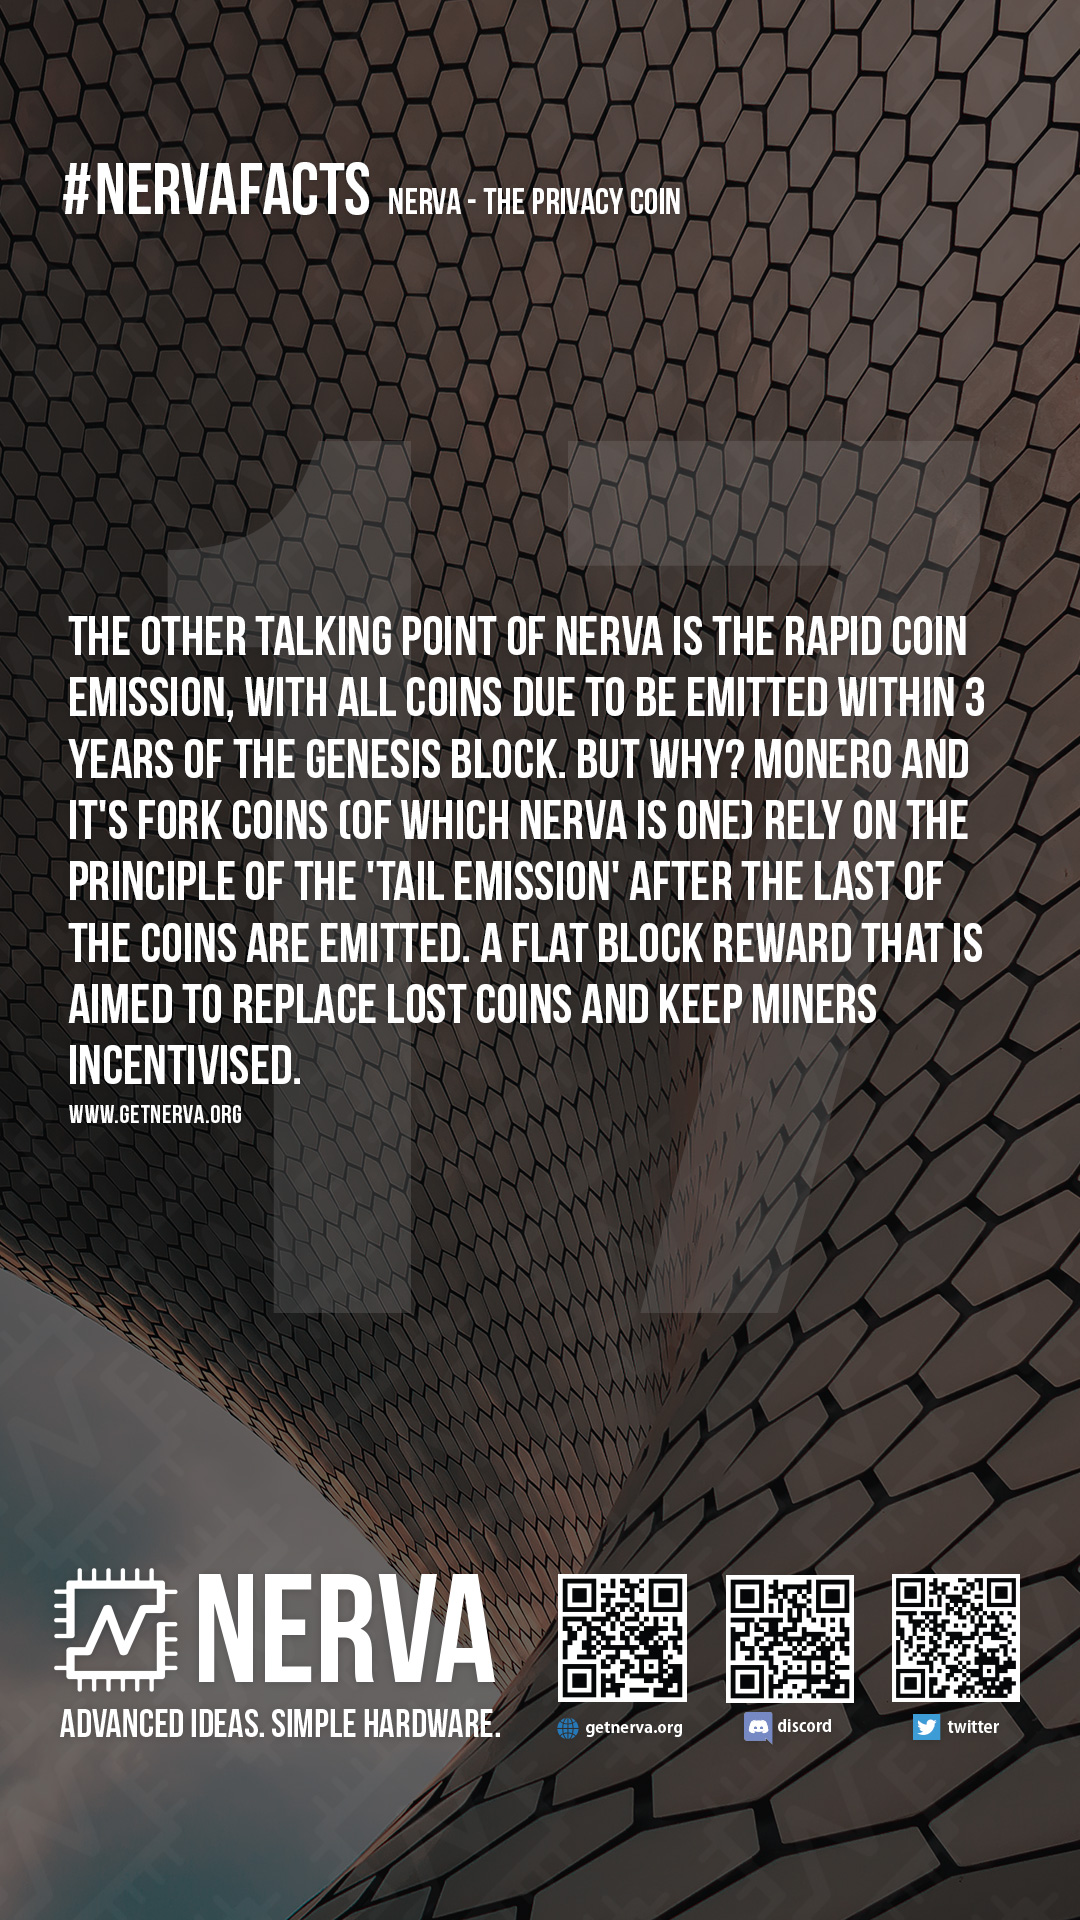 #NERVAFACTS NERVA - THE PRIVACY COIN
17
THE OTHER TALKING POINT OF NERVA IS THE RAPID COIN
EMISSION, WITH ALL COINS DUE TO BE EMITTED WITHIN 3
YEARS OF THE GENESIS BLOCK. BUT WHY? MONERO AND
IT'S FORK COINS (OF WHICH NERVA IS ONE) RELY ON THE
PRINCIPLE OF THE 'TAIL EMISSION' AFTER THE LAST OF
THE COINS ARE EMITTED. A FLAT BLOCK REWARD THAT IS
AIMED TO REPLACE LOST COINS AND KEEP MINERS
INCENTIVISED.
WWW.GETNERVA.ORG
NERVA
ADVANCED IDEAS. SIMPLE HARDWARE.
getnerva.org discord twitter